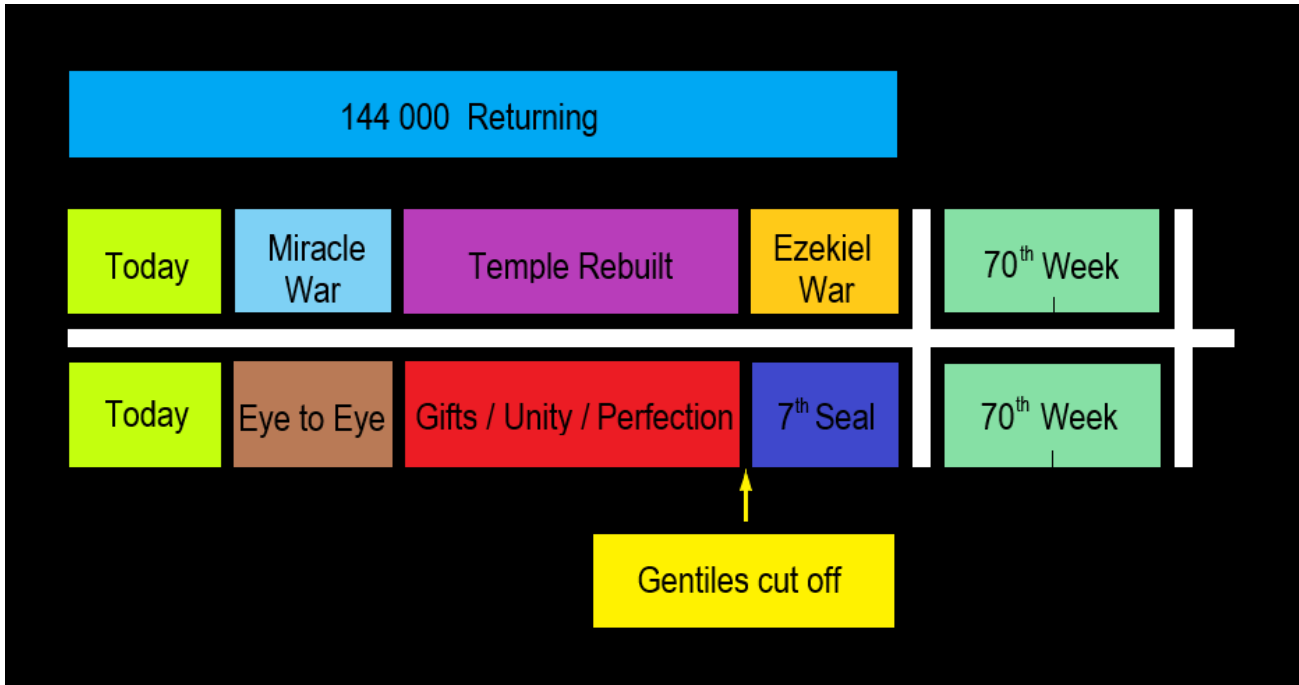 144 000 Returning
Today
Miracle
War
Temple Rebuilt
Ezekiel
War
70th Week
Today
Eye to Eye
Gifts / Unity / Perfection
7th Seal
70th Week
Gentiles cut off